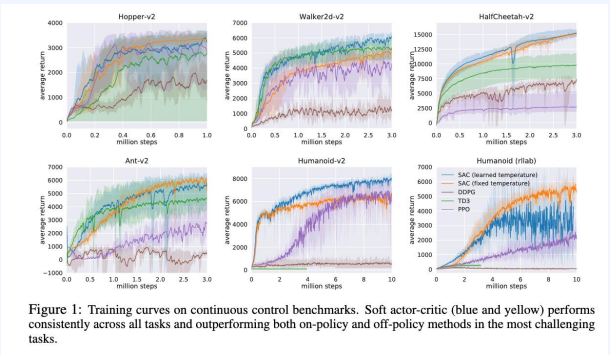 Hopper-v2
Walker2d-v2
HalfCheetah-v2
average return
4000
3000
2000
1000
0
0.0 0.2 0.4 0.6 0.8 1.0
million steps
average return
7000
6000
5000
4000
3000
2000
1000
0
0.0 0.5 1.0 1.5 2.0 2.5 3.0
million steps
average return
15000
12500
10000
7500
5000
2500
0
0.0 0.5 1.0 1.5 2.0 2.5 3.0
million steps
Ant-v2
Humanoid-v2
Humanoid (rllab)
average return
7000
6000
5000
4000
3000
2000
1000
0
−1000
0.0 0.5 1.0 1.5 2.0 2.5 3.0
million steps
average return
8000
6000
4000
2000
0
0 2 4 6 8 10
million steps
average return
7000
6000
5000
4000
3000
2000
1000
0
0 2 4 6 8 10
million steps
SAC (learned temperature)
SAC (fixed temperature)
DDPG
TD3
PPO
Figure 1: Training curves on continuous control benchmarks. Soft actor-critic (blue and yellow) performs
consistently across all tasks and outperforming both on-policy and off-policy methods in the most challenging
tasks.